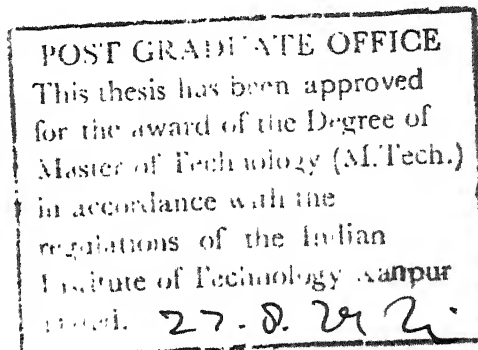 POST GRADUATE OFFICE
This thesis has been approved
for the award of the Degree of
Master of Technology (M.Tech.)
in accordance with the
regulations of the Indian
Institute of Technology Kanpur
27.8.